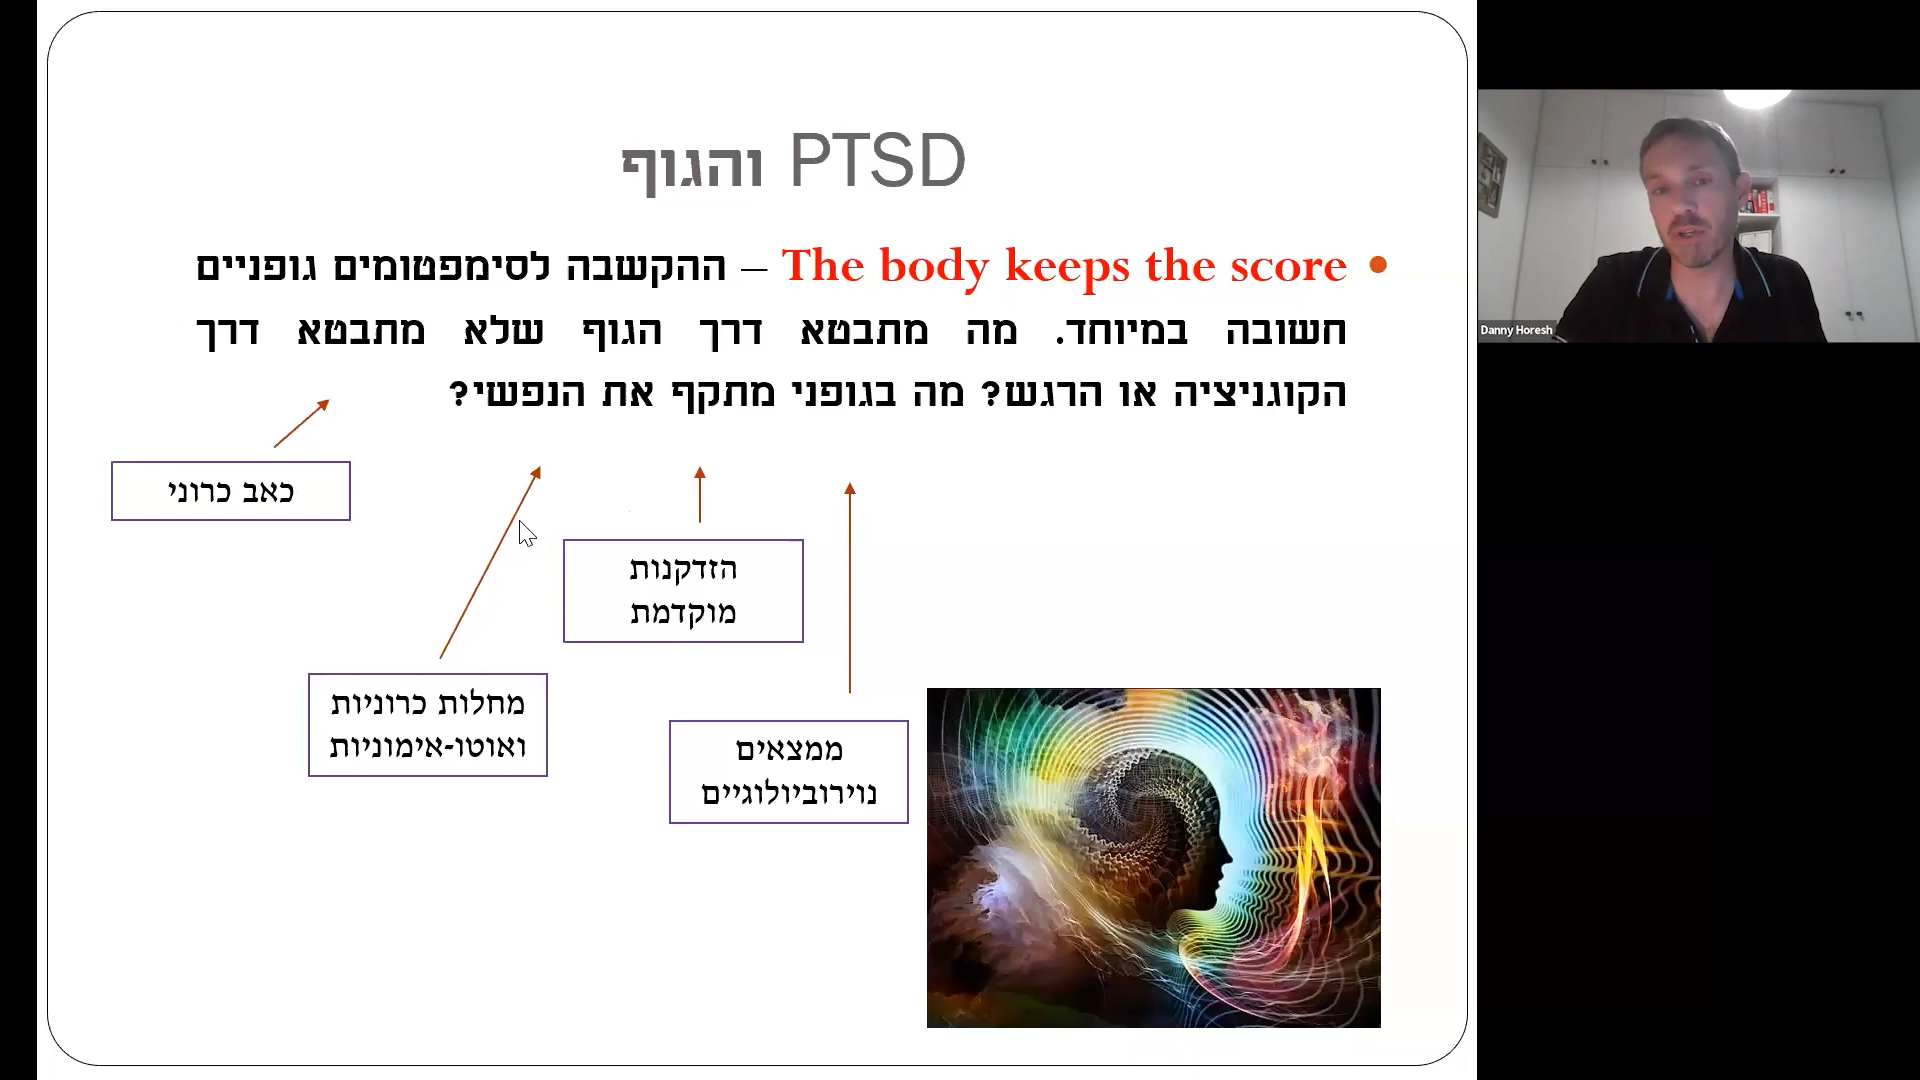 PTSD והגוף
• The body keeps the score – ההקשבה לסימפטומים גופניים
חשובה במיוחד. מה מתבטא דרך הגוף שלא מתבטא דרך
הקוגניציה או הרגש? מה בגופני מתקף את הנפשי?
כאב כרוני
הזדקנות
מוקדמת
מחלות כרוניות
ואוטו-אימוניות
ממצאים
נוירוביולוגיים
Danny Horesh